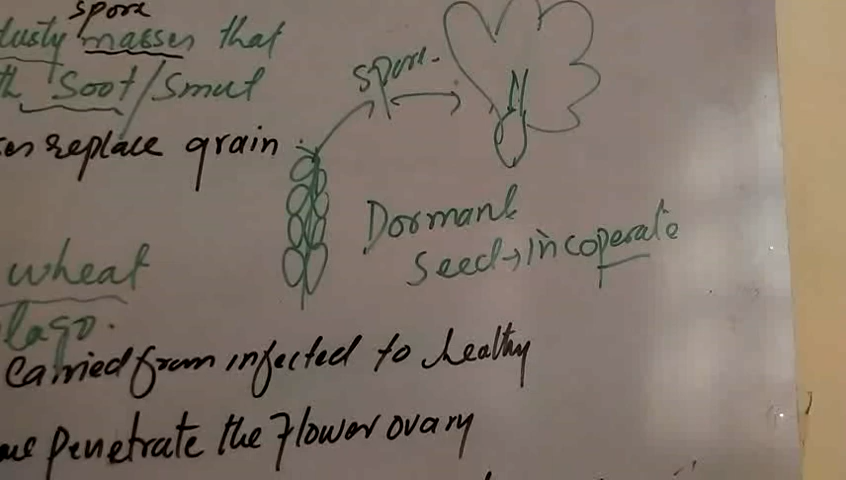 spore
dusty masses that
Soot/Smut
replace grain
spore
Dormant
Seed→incoperate
wheat
lago.
Carried from infected to healthy
penetrate the Flower ovary